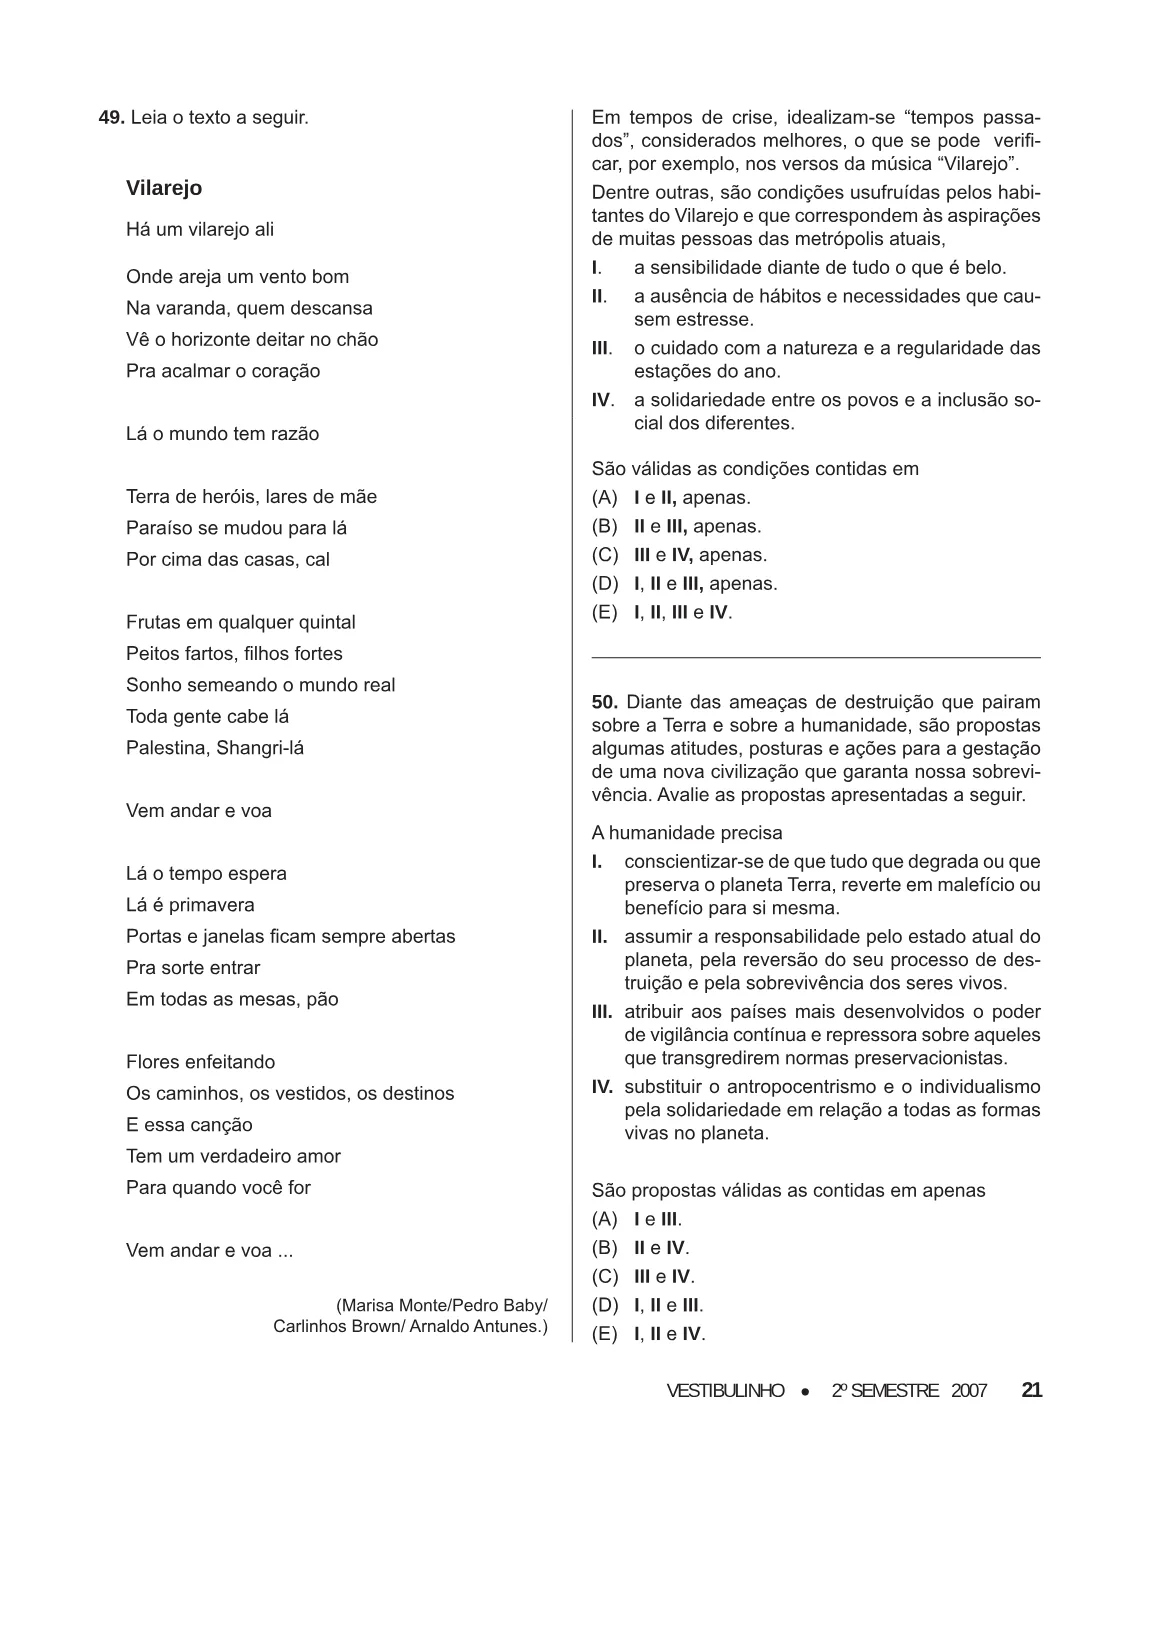 49. Leia o texto a seguir.
Vilarejo
Há um vilarejo ali
Onde areja um vento bom
Na varanda, quem descansa
Vê o horizonte deitar no chão
Pra acalmar o coração
Lá o mundo tem razão
Terra de heróis, lares de mãe
Paraíso se mudou para lá
Por cima das casas, cal
Frutas em qualquer quintal
Peitos fartos, filhos fortes
Sonho semeando o mundo real
Toda gente cabe lá
Palestina, Shangri-lá
Vem andar e voa
Lá o tempo espera
Lá é primavera
Portas e janelas ficam sempre abertas
Pra sorte entrar
Em todas as mesas, pão
Flores enfeitando
Os caminhos, os vestidos, os destinos
E essa canção
Tem um verdadeiro amor
Para quando você for
Vem andar e voa ...
(Marisa Monte/Pedro Baby/
Carlinhos Brown/ Arnaldo Antunes.)
Em tempos de crise, idealizam-se “tempos passa-
dos”, considerados melhores, o que se pode verifi-
car, por exemplo, nos versos da música “Vilarejo”.
Dentre outras, são condições usufruídas pelos habi-
tantes do Vilarejo e que correspondem às aspirações
de muitas pessoas das metrópolis atuais,
I. a sensibilidade diante de tudo o que é belo.
II. a ausência de hábitos e necessidades que cau-
sem estresse.
III. o cuidado com a natureza e a regularidade das
estações do ano.
IV. a solidariedade entre os povos e a inclusão so-
cial dos diferentes.
São válidas as condições contidas em
(A) I e II, apenas.
(B) II e III, apenas.
(C) III e IV, apenas.
(D) I, II e III, apenas.
(E) I, II, III e IV.
50. Diante das ameaças de destruição que pairam
sobre a Terra e sobre a humanidade, são propostas
algumas atitudes, posturas e ações para a gestação
de uma nova civilização que garanta nossa sobrevi-
vência. Avalie as propostas apresentadas a seguir.
A humanidade precisa
I. conscientizar-se de que tudo que degrada ou que
preserva o planeta Terra, reverte em malefício ou
benefício para si mesma.
II. assumir a responsabilidade pelo estado atual do
planeta, pela reversão do seu processo de des-
truição e pela sobrevivência dos seres vivos.
III. atribuir aos países mais desenvolvidos o poder
de vigilância contínua e repressora sobre aqueles
que transgredirem normas preservacionistas.
IV. substituir o antropocentrismo e o individualismo
pela solidariedade em relação a todas as formas
vivas no planeta.
São propostas válidas as contidas em apenas
(A) I e III.
(B) II e IV.
(C) III e IV.
(D) I, II e III.
(E) I, II e IV.
VESTIBULINHO • 2º SEMESTRE 2007 21